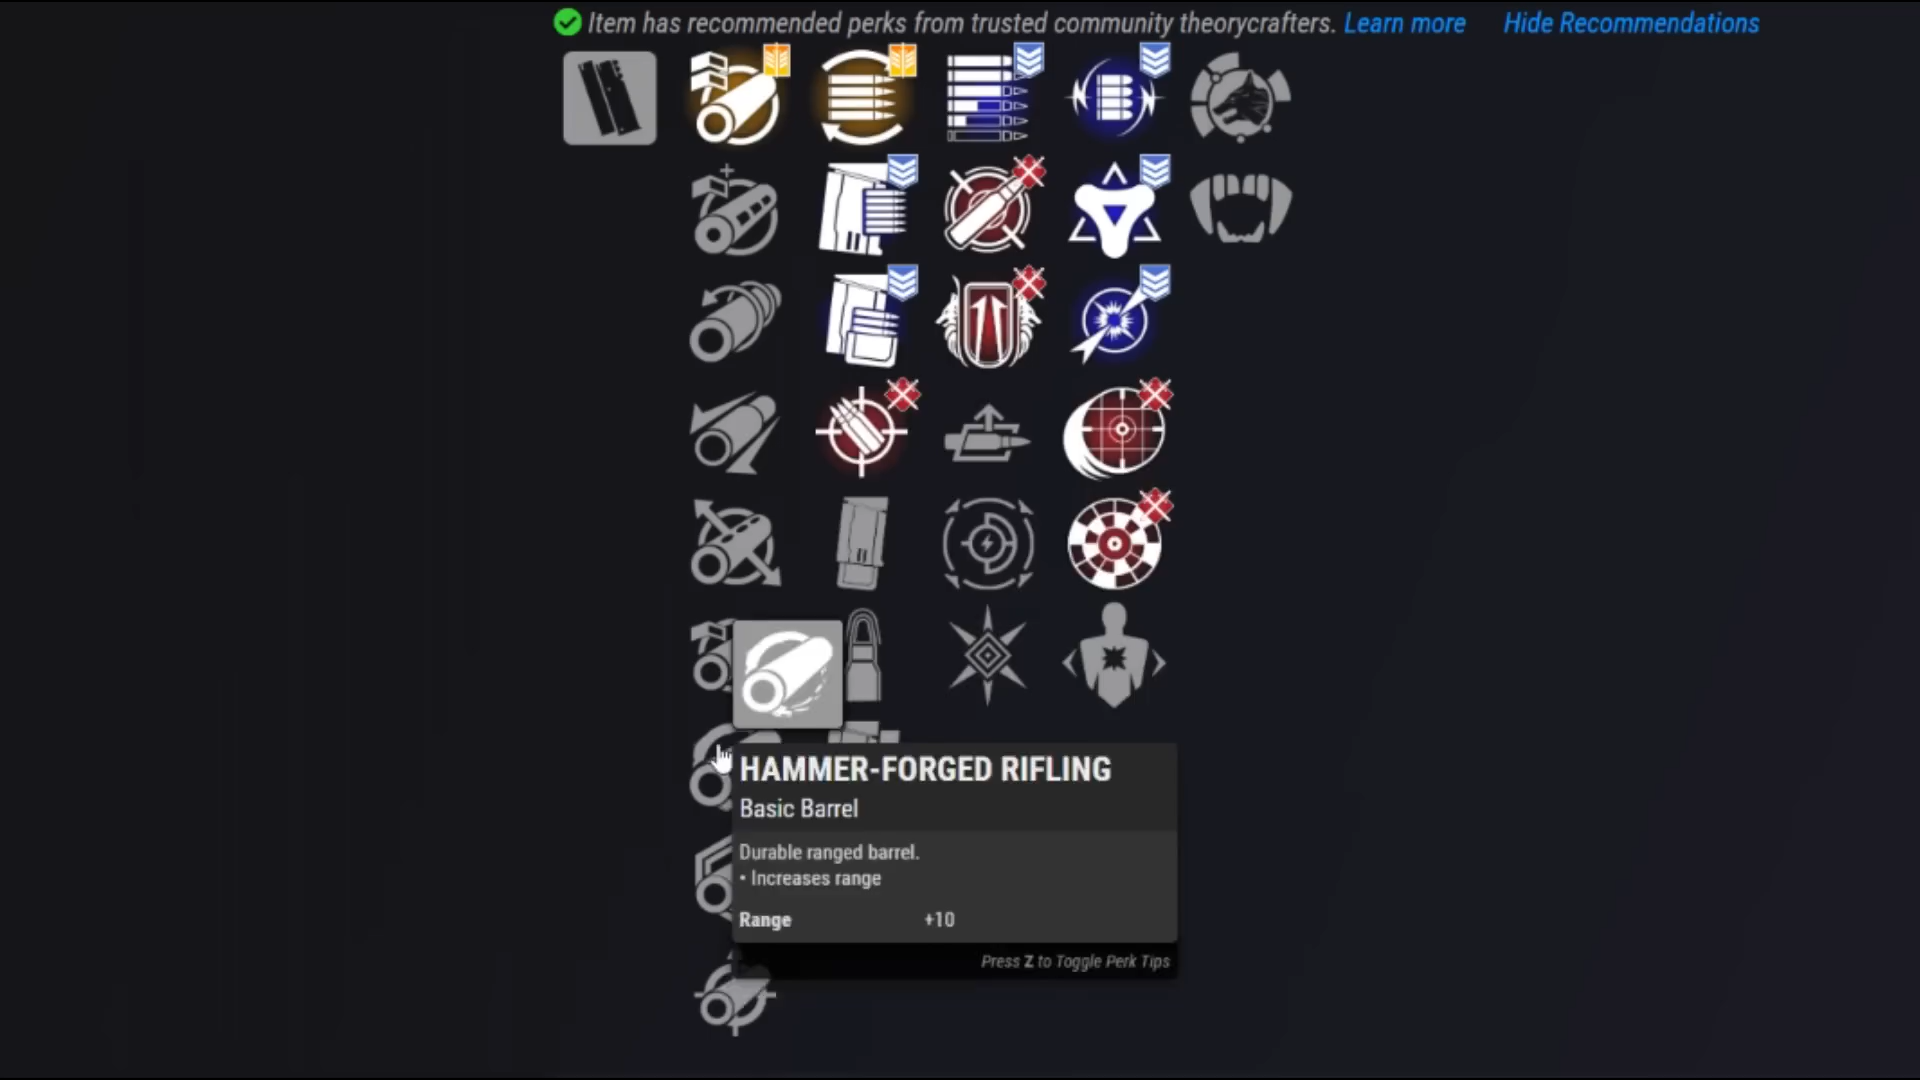 Item has recommended perks from trusted community theorycrafters. Learn more Hide Recommendations
HAMMER-FORGED RIFLING
Basic Barrel
Durable ranged barrel.
• Increases range
Range +10
Press Z to Toggle Perk Tips